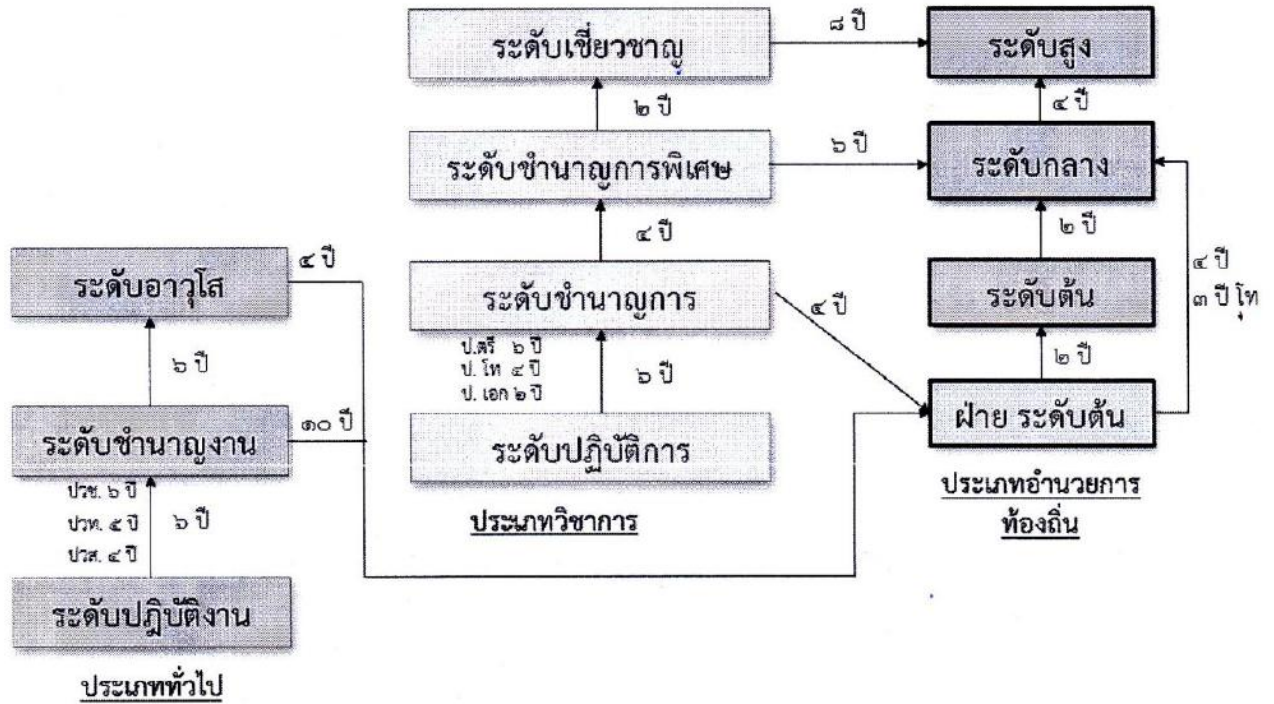 ระดับเชี่ยวชาญ
๘ ปี
ระดับสูง
๒ ปี
๔ ปี
ระดับชำนาญการพิเศษ
๖ ปี
ระดับกลาง
๔ ปี
๒ ปี
ระดับอาวุโส
๔ ปี
ระดับชำนาญการ
๔ ปี
ระดับต้น
๔ ปี
๓ ปี โท
๖ ปี
ป.ตรี ๖ ปี
ป. โท ๔ ปี
ป. เอก ๒ ปี
๖ ปี
๒ ปี
ระดับชำนาญงาน
๑๐ ปี
ระดับปฏิบัติการ
ฝ่าย ระดับต้น
ปวช. ๖ ปี
ปวท. ๕ ปี
ปวส. ๔ ปี
๖ ปี
ประเภทวิชาการ
ประเภทอำนวยการ
ท้องถิ่น
ระดับปฏิบัติงาน
ประเภททั่วไป